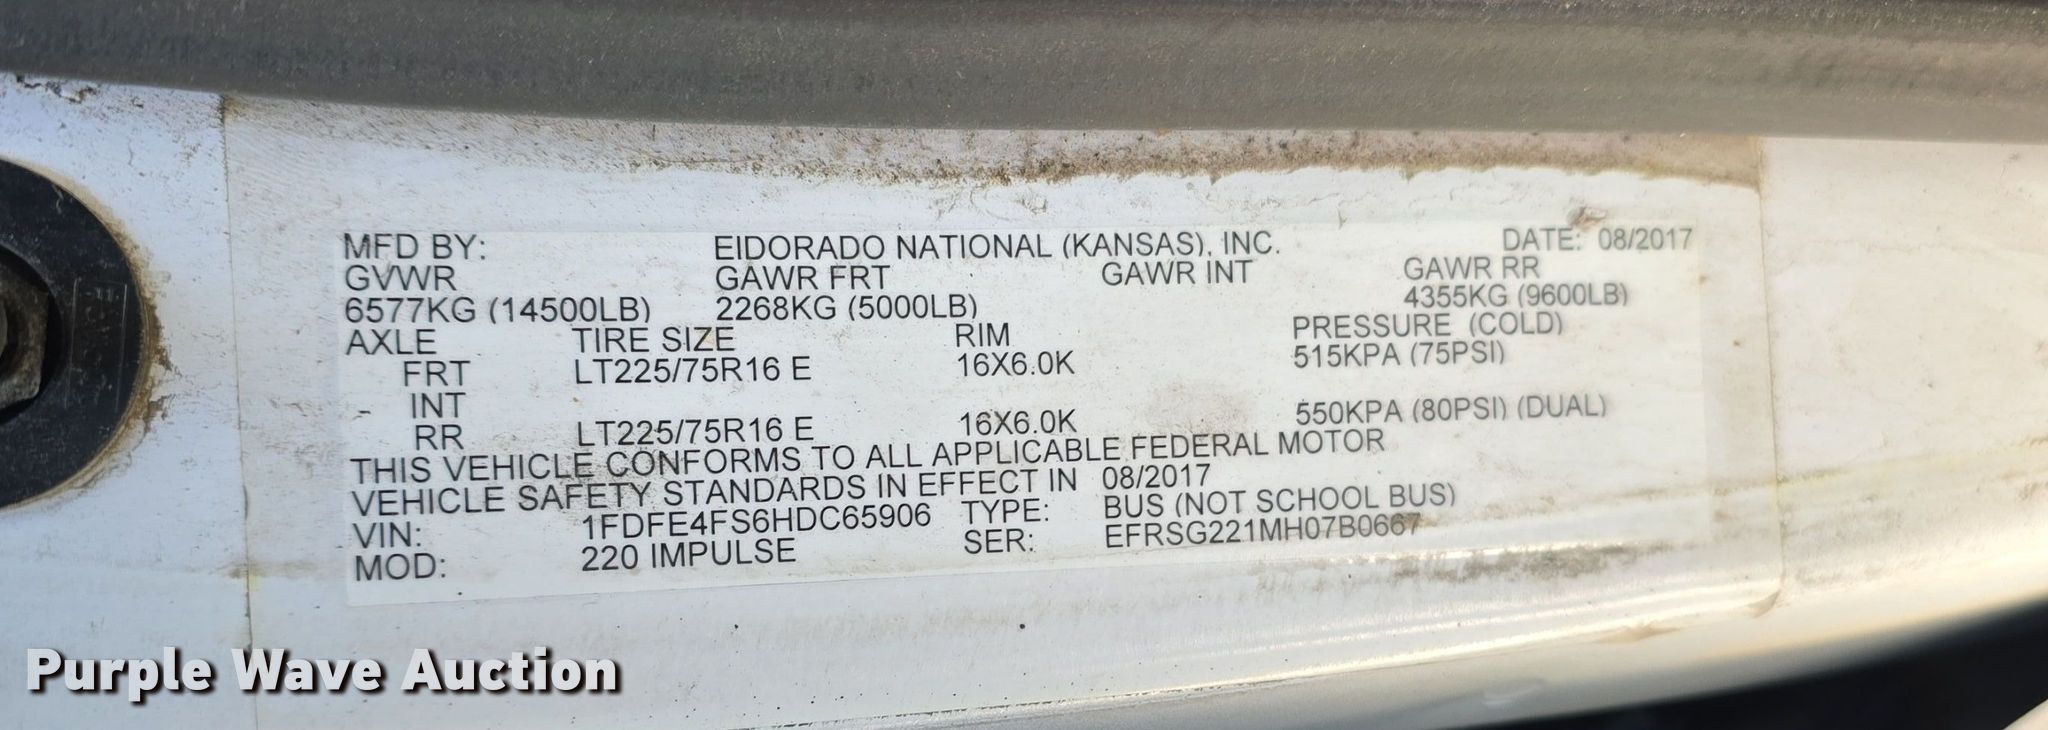 MFD BY: EIDORADO NATIONAL (KANSAS), INC. DATE: 08/2017
GVWR GAWR FRT GAWR INT GAWR RR
6577KG (14500LB) 2268KG (5000LB) 4355KG (9600LB)
AXLE TIRE SIZE RIM PRESSURE (COLD)
FRT LT225/75R16 E 16X6.0K 515KPA (75PSI)
- INT
RR LT225/75R16 E 16X6.0K 550KPA (80PSI) (DUAL)
THIS VEHICLE CONFORMS TO ALL APPLICABLE FEDERAL MOTOR
VEHICLE SAFETY STANDARDS IN EFFECT IN 08/2017
VIN: 1FDFE4FS6HDC65906 TYPE: BUS (NOT SCHOOL BUS)
MOD: 220 IMPULSE SER: EFRSG221MH07B0667
Purple Wave Auction